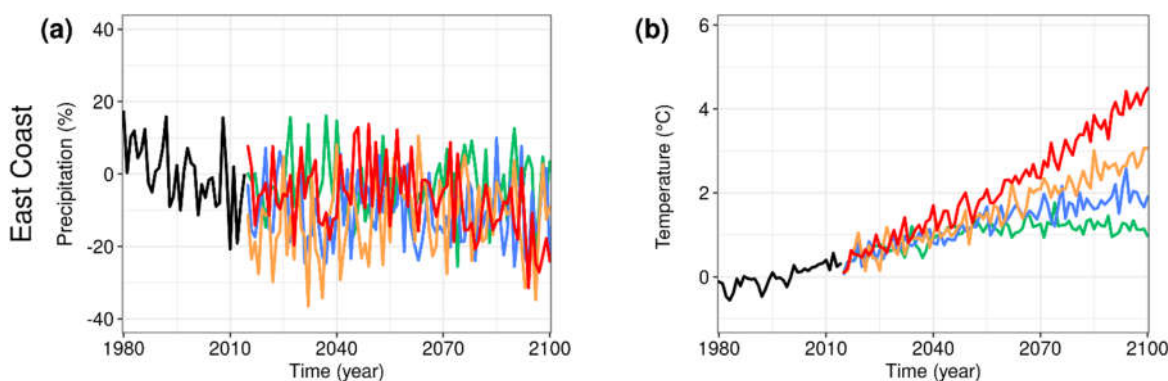 East Coast
(a)
Precipitation (%)
40
20
0
-20
-40
1980
2010
2040
2070
2100
Time (year)
(b)
Temperature (°C)
6
4
2
0
1980
2010
2040
2070
2100
Time (year)